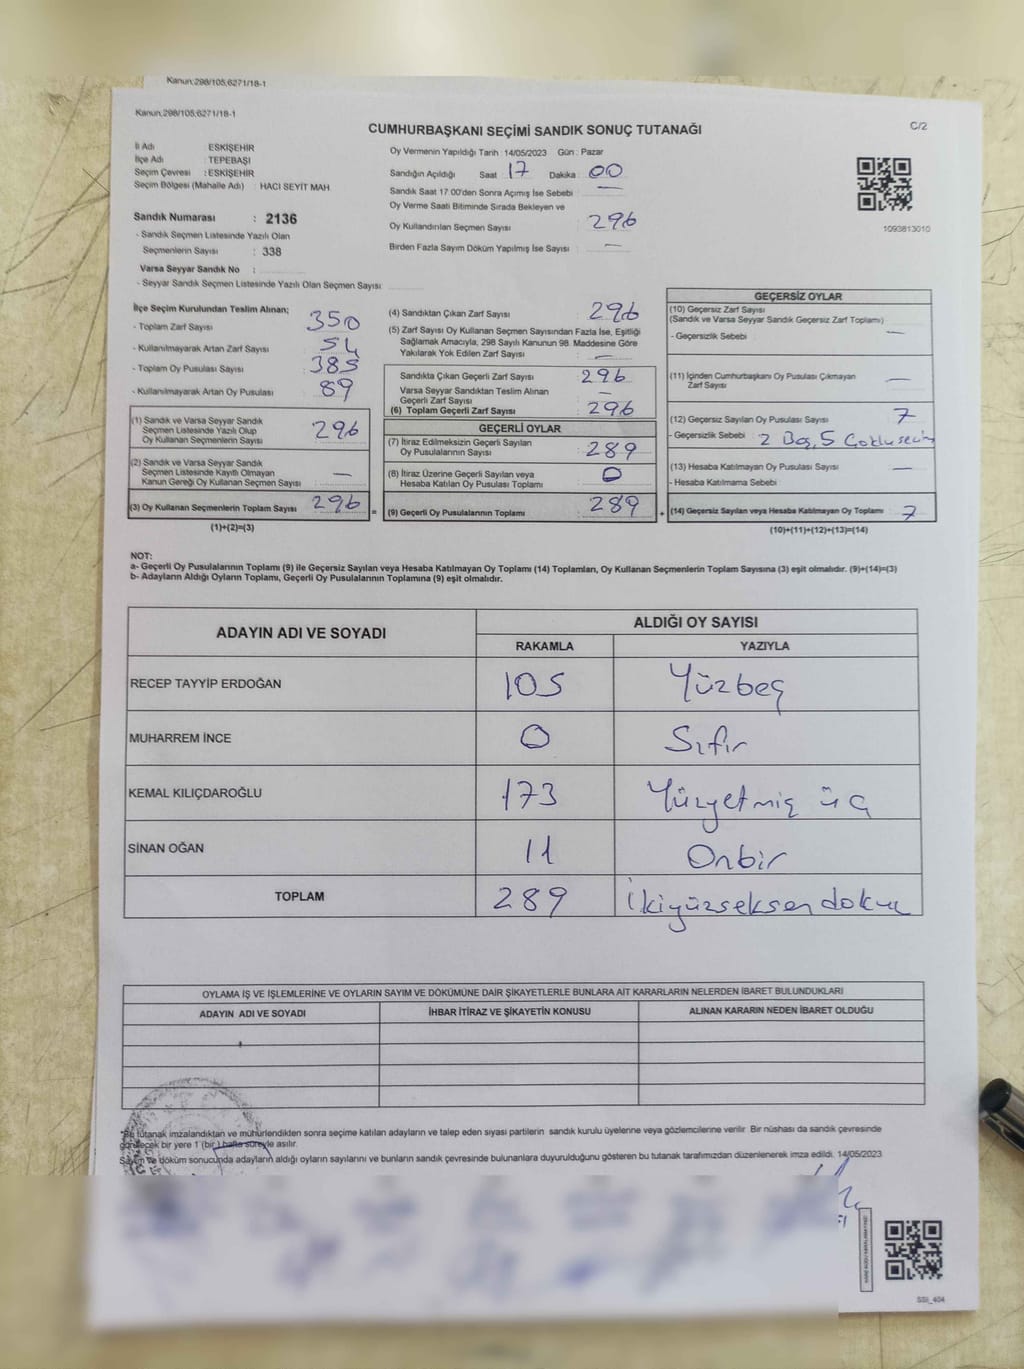 Kanun;298/105;6271/18-1
Kanun;298/105;6271/18-1
CUMHURBAŞKANI SEÇİMİ SANDIK SONUÇ TUTANAĞI
C/2
İl Adı ESKİŞEHİR
İlçe Adı : TEPEBAŞI
Seçim Çevresi : ESKİŞEHİR
Seçim Bölgesi (Mahalle Adı) : HACI SEYİT MAH
Sandık Numarası : 2136
- Sandık Seçmen Listesinde Yazılı Olan
Seçmenlerin Sayısı : 338
Varsa Seyyar Sandık No :
- Seyyar Sandık Seçmen Listesinde Yazılı Olan Seçmen Sayısı
Oy Vermenin Yapıldığı Tarih : 14/05/2023 Gün : Pazar
Sandığın Açıldığı Saat 17 Dakika 00
Sandık Saat 17.00'den Sonra Açımış İse Sebebi : —
Oy Verme Saati Bitiminde Sırada Bekleyen ve
Oy Kullandırılan Seçmen Sayısı : 296
Birden Fazla Sayım Döküm Yapılmış İse Sayısı : —
1093813010
İlçe Seçim Kurulundan Teslim Alınan;
- Toplam Zarf Sayısı 350
- Kullanılmayarak Artan Zarf Sayısı 54
- Toplam Oy Pusulası Sayısı 385
- Kullanılmayarak Artan Oy Pusulası 89
(1) Sandık ve Varsa Seyyar Sandık
Seçmen Listesinde Yazılı Olup
Oy Kullanan Seçmenlerin Sayısı 296
(2) Sandık ve Varsa Seyyar Sandık
Seçmen Listesinde Kayıtlı Olmayan
Kanun Gereği Oy Kullanan Seçmen Sayısı —
(3) Oy Kullanan Seçmenlerin Toplam Sayısı 296 =
(1)+(2)=(3)
(4) Sandıktan Çıkan Zarf Sayısı 296
(5) Zarf Sayısı Oy Kullanan Seçmen Sayısından Fazla İse, Eşitliği
Sağlamak Amacıyla, 298 Sayılı Kanunun 98. Maddesine Göre
Yakılarak Yok Edilen Zarf Sayısı : —
Sandıkta Çıkan Geçerli Zarf Sayısı : 296
Varsa Seyyar Sandıktan Teslim Alınan
Geçerli Zarf Sayısı : —
(6) Toplam Geçerli Zarf Sayısı : 296
GEÇERLİ OYLAR
(7) İtiraz Edilmeksizin Geçerli Sayılan
Oy Pusulasının Sayısı : 289
(8) İtiraz Üzerine Geçerli Sayılan veya
Hesaba Katılan Oy Pusulası Toplamı : 0
(9) Geçerli Oy Pusulalarının Toplamı : 289 +
GEÇERSİZ OYLAR
(10) Geçersiz Zarf Sayısı
(Sandık ve Varsa Seyyar Sandık Geçersiz Zarf Toplamı)
- Geçersizlik Sebebi —
(11) İçinden Cumhurbaşkanı Oy Pusulası Çıkmayan
Zarf Sayısı —
(12) Geçersiz Sayılan Oy Pusulası Sayısı 7
- Geçersizlik Sebebi : 2 Boş, 5 Çoklu seçim
(13) Hesaba Katılmayan Oy Pusulası Sayısı —
- Hesaba Katılmama Sebebi
(14) Geçersiz Sayılan veya Hesaba Katılmayan Oy Toplamı : 7
(10)+(11)+(12)+(13)=(14)
NOT:
a- Geçerli Oy Pusulalarının Toplamı (9) ile Geçersiz Sayılan veya Hesaba Katılmayan Oy Toplamı (14) Toplamları, Oy Kullanan Seçmenlerin Toplam Sayısına (3) eşit olmalıdır. (9)+(14)=(3)
b- Adayların Aldığı Oyların Toplamı, Geçerli Oy Pusulalarının Toplamına (9) eşit olmalıdır.
ADAYIN ADI VE SOYADI ALDIĞI OY SAYISI
RAKAMLA YAZIYLA
RECEP TAYYİP ERDOĞAN 105 Yüzbeş
MUHARREM İNCE 0 Sıfır
KEMAL KILIÇDAROĞLU 173 Yüzyetmiş üç
SİNAN OĞAN 11 Onbir
TOPLAM 289 İkiyüzseksendokuz
OYLAMA İŞ VE İŞLEMLERİNE VE OYLARIN SAYIM VE DÖKÜMÜNE DAİR ŞİKAYETLERLE BUNLARA AİT KARARLARIN NELERDEN İBARET BULUNDUKLARI
ADAYIN ADI VE SOYADI İHBAR İTİRAZ VE ŞİKAYETİN KONUSU ALINAN KARARIN NEDEN İBARET OLDUĞU
*Bu tutanak imzalandıktan ve mühürlendikten sonra seçime katılan adayların ve talep eden siyasi partilerin sandık kurulu üyelerine veya gözlemcilerine verilir. Bir nüshası da sandık çevresinde
görülecek bir yere 1 (bir) hafta süreyle asılır.
Sayım ve döküm sonucunda adayların aldığı oyların sayılarını ve bunların sandık çevresinde bulunanlara duyurulduğunu gösteren bu tutanak tarafımızdan düzenlenerek imza edildi. 14/05/2023
SSI_404